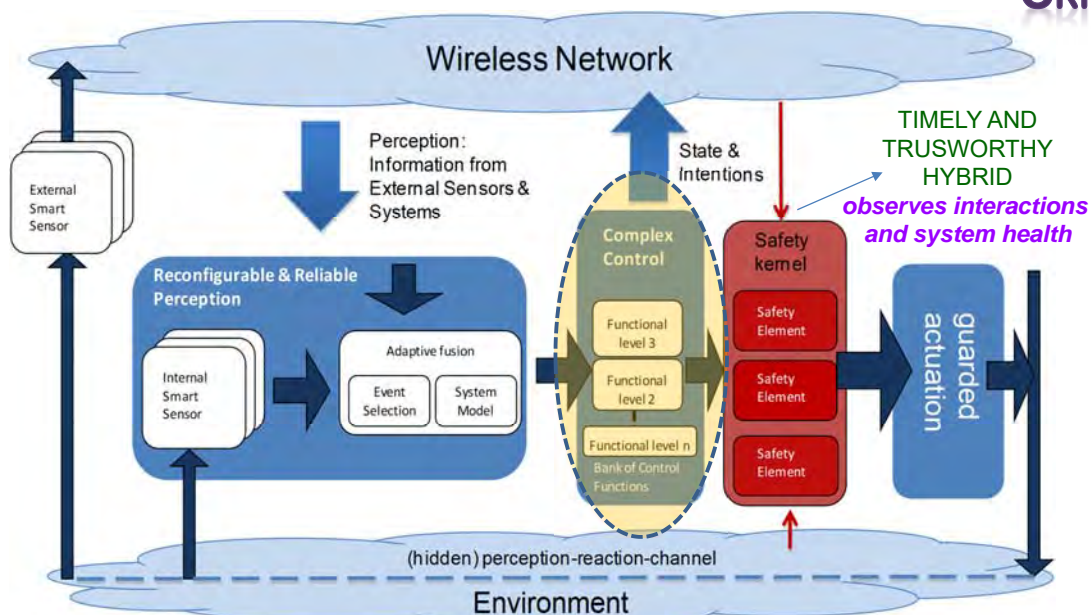 Wireless Network
Perception:
Information from
External Sensors &
Systems
State &
Intentions
TIMELY AND
TRUSWORTHY
HYBRID
observes interactions
and system health
External
Smart
Sensor
Reconfigurable & Reliable
Perception
Internal
Smart
Sensor
Adaptive fusion
Event
Selection
System
Model
Complex
Control
Functional
level 3
Functional
level 2
Functional level n
Bank of Control
Functions
Safety
kernel
Safety
Element
Safety
Element
Safety
Element
guarded
actuation
(hidden) perception-reaction-channel
Environment